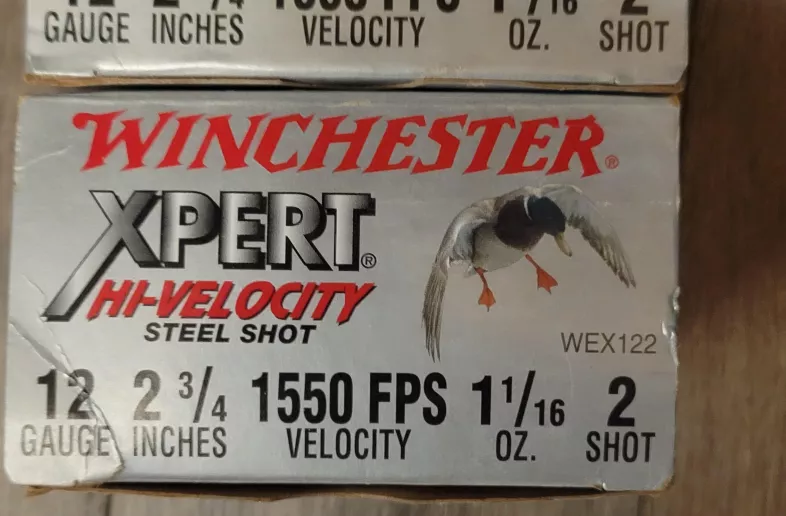 GAUGE INCHES VELOCITY OZ. SHOT
WINCHESTER®
XPERT®
HI-VELOCITY
STEEL SHOT
WEX122
12 2 3/4 1550 FPS 1 1/16 2
GAUGE INCHES VELOCITY OZ. SHOT